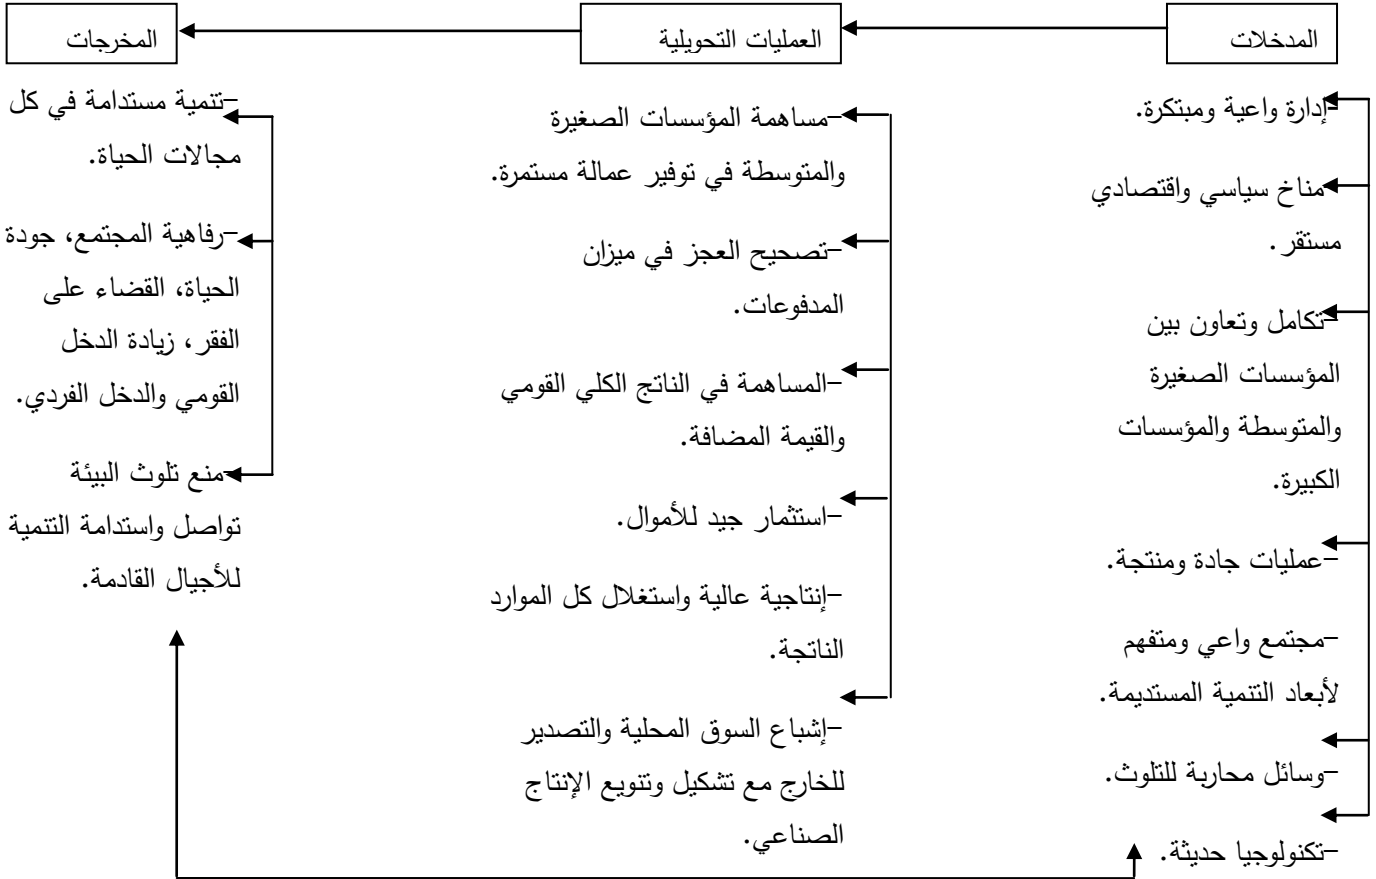 المدخلات
العمليات التحويلية
المخرجات
–إدارة واعية ومبتكرة.
–مناخ سياسي واقتصادي
مستقر.
–تكامل وتعاون بين
المؤسسات الصغيرة
والمتوسطة والمؤسسات
الكبيرة.
–عمليات جادة ومنتجة.
–مجتمع واعي ومتفهم
لأبعاد التنمية المستديمة.
–وسائل محاربة للتلوث.
–تكنولوجيا حديثة.
–مساهمة المؤسسات الصغيرة
والمتوسطة في توفير عمالة مستمرة.
–تصحيح العجز في ميزان
المدفوعات.
–المساهمة في الناتج الكلي القومي
والقيمة المضافة.
–استثمار جيد للأموال.
–إنتاجية عالية واستغلال كل الموارد
الناتجة.
–إشباع السوق المحلية والتصدير
للخارج مع تشكيل وتنويع الإنتاج
الصناعي.
–تنمية مستدامة في كل
مجالات الحياة.
–رفاهية المجتمع، جودة
الحياة، القضاء على
الفقر، زيادة الدخل
القومي والدخل الفردي.
–منع تلوث البيئة
تواصل واستدامة التنمية
للأجيال القادمة.